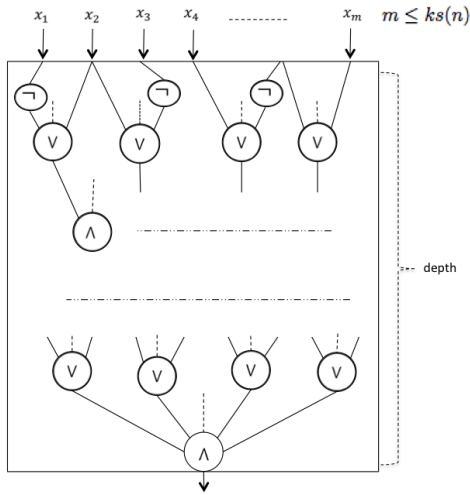 x₁ x₂ x₃ x₄ xₘ m ≤ ks(n)
¬ ¬ ¬
∨ ∨ ∨ ∨
∧
depth
∨ ∨ ∨ ∨
∧